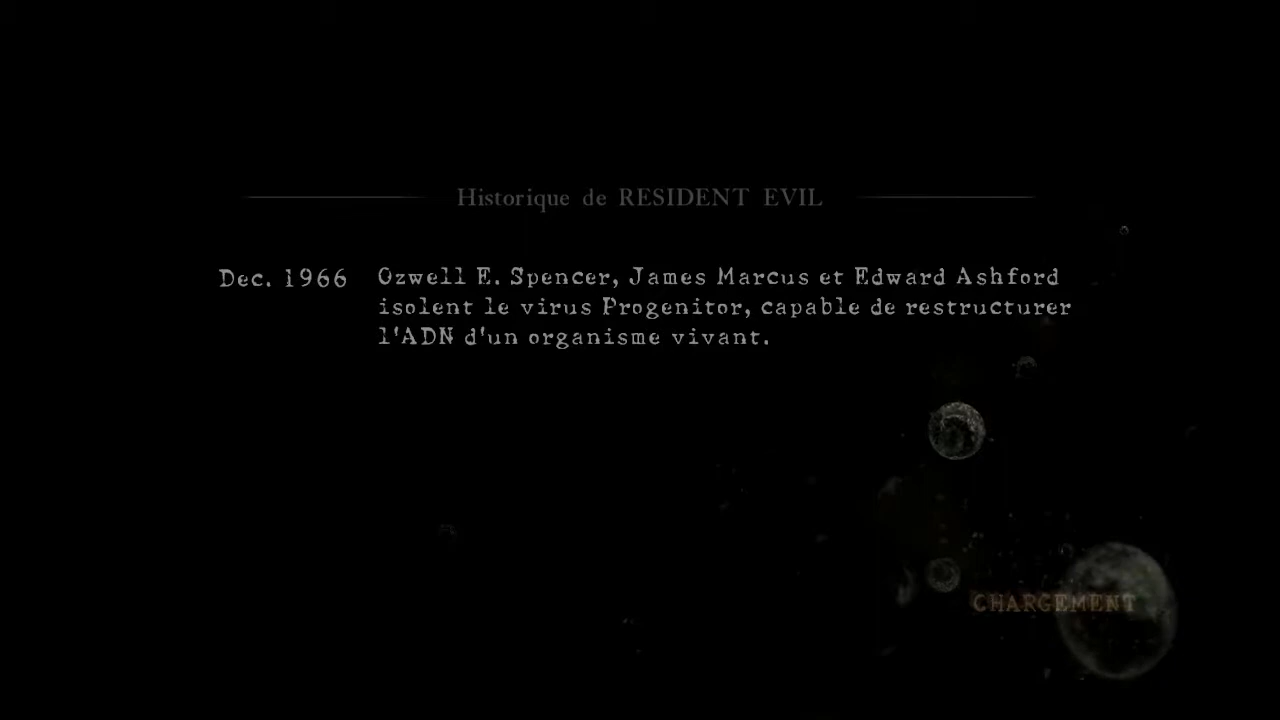 Historique de RESIDENT EVIL
Dec. 1966 Ozwell E. Spencer, James Marcus et Edward Ashford
isolent le virus Progenitor, capable de restructurer
l'ADN d'un organisme vivant.
CHARGEMENT